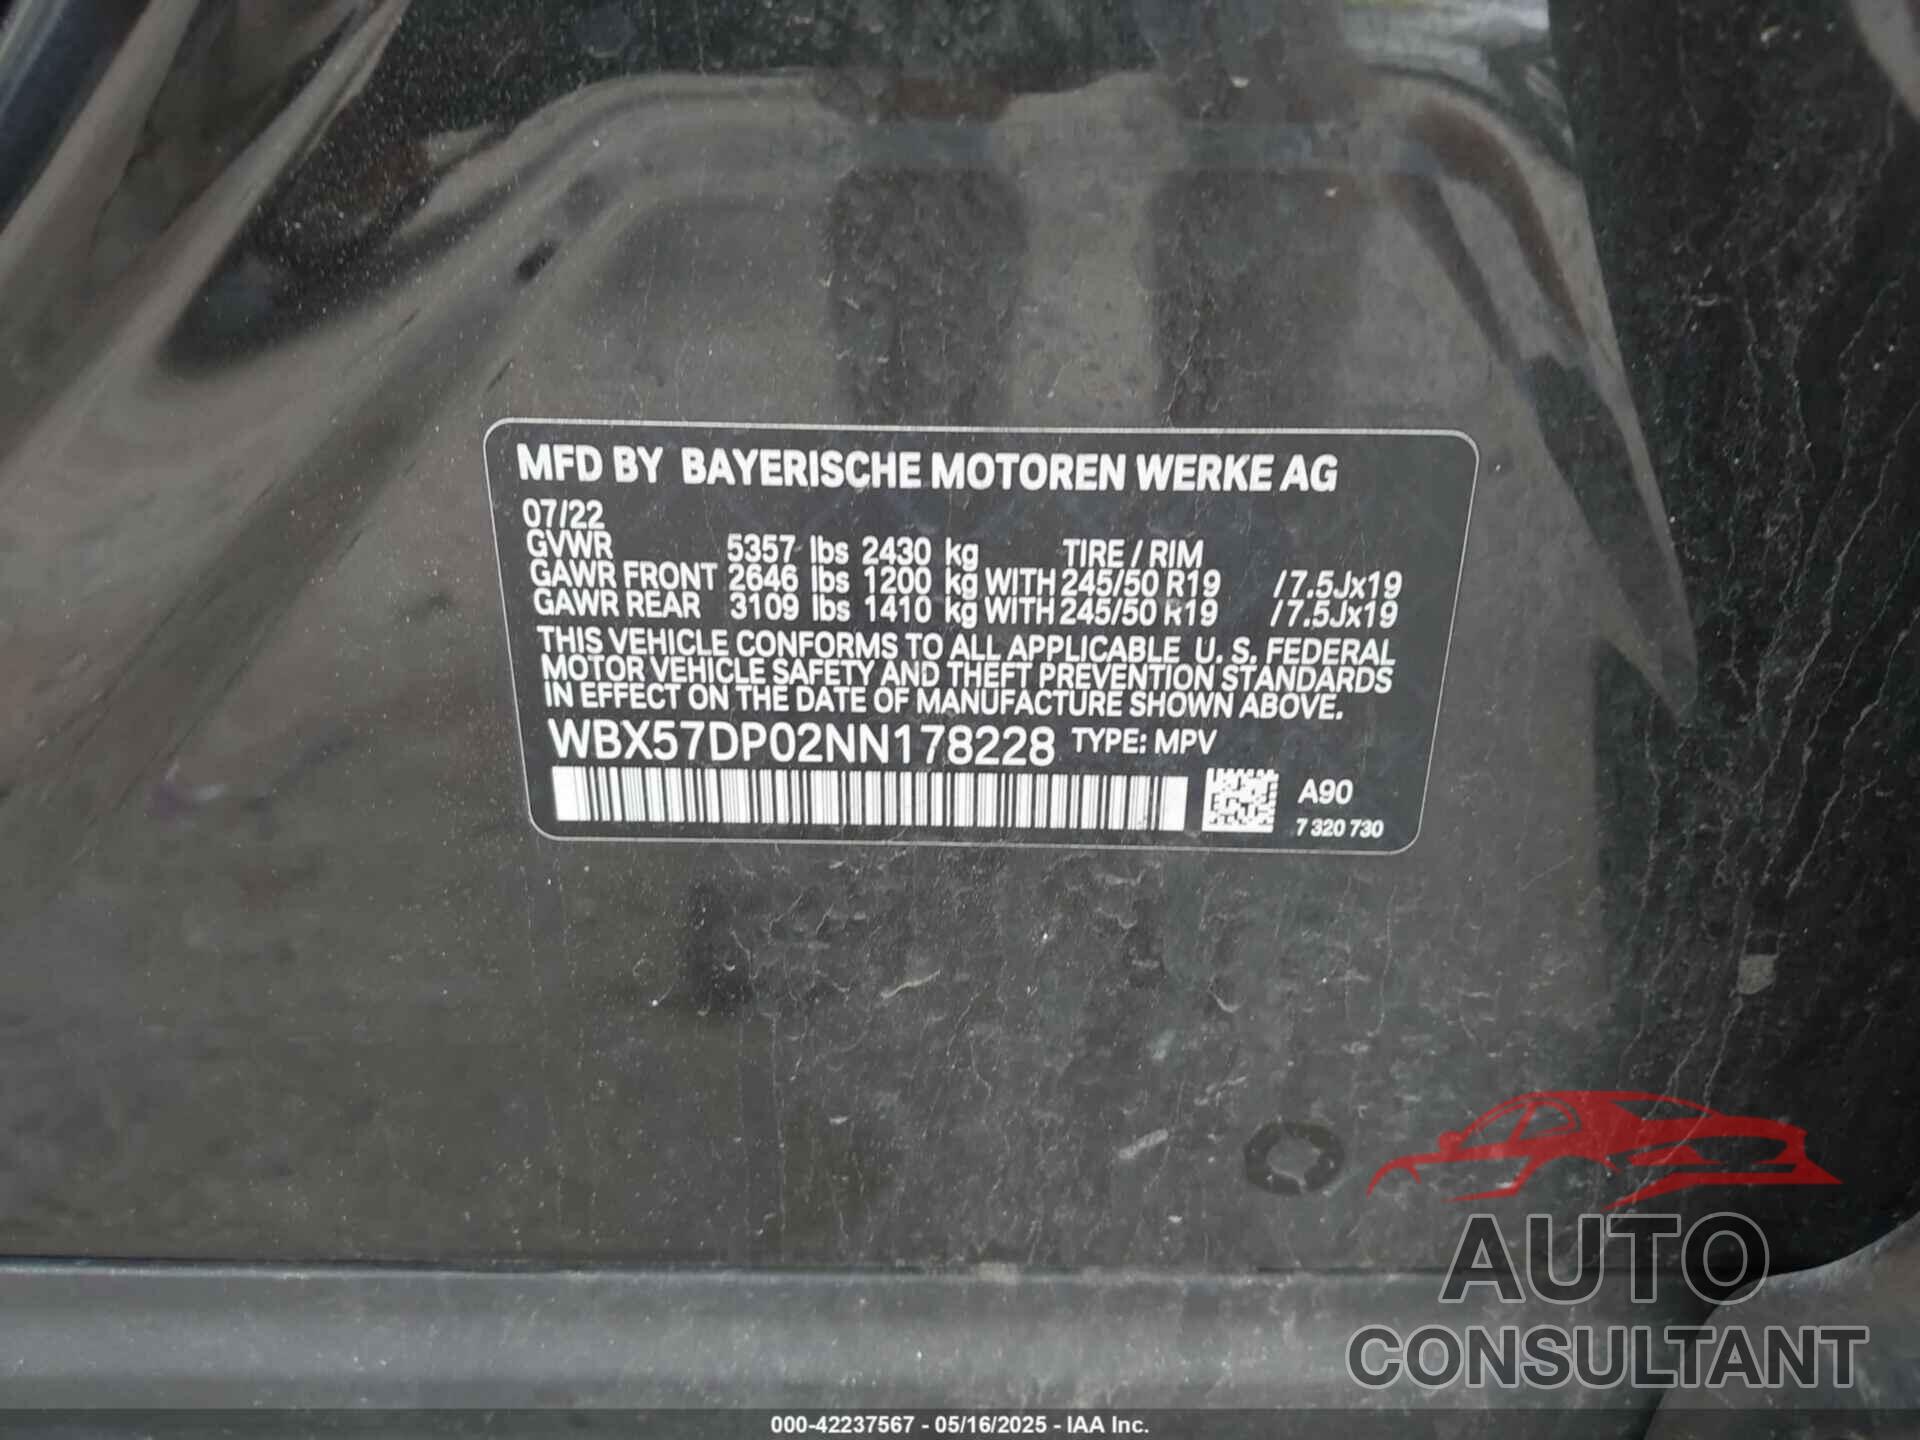 MFD BY BAYERISCHE MOTOREN WERKE AG
07/22
GVWR 5357 lbs 2430 kg TIRE / RIM
GAWR FRONT 2646 lbs 1200 kg WITH 245/50 R19 /7.5Jx19
GAWR REAR 3109 lbs 1410 kg WITH 245/50 R19 /7.5Jx19
THIS VEHICLE CONFORMS TO ALL APPLICABLE U. S. FEDERAL
MOTOR VEHICLE SAFETY AND THEFT PREVENTION STANDARDS
IN EFFECT ON THE DATE OF MANUFACTURE SHOWN ABOVE.
WBX57DP02NN178228 TYPE: MPV
A90
7 320 730
AUTO
CONSULTANT
000-42237567 - 05/16/2025 - IAA Inc.